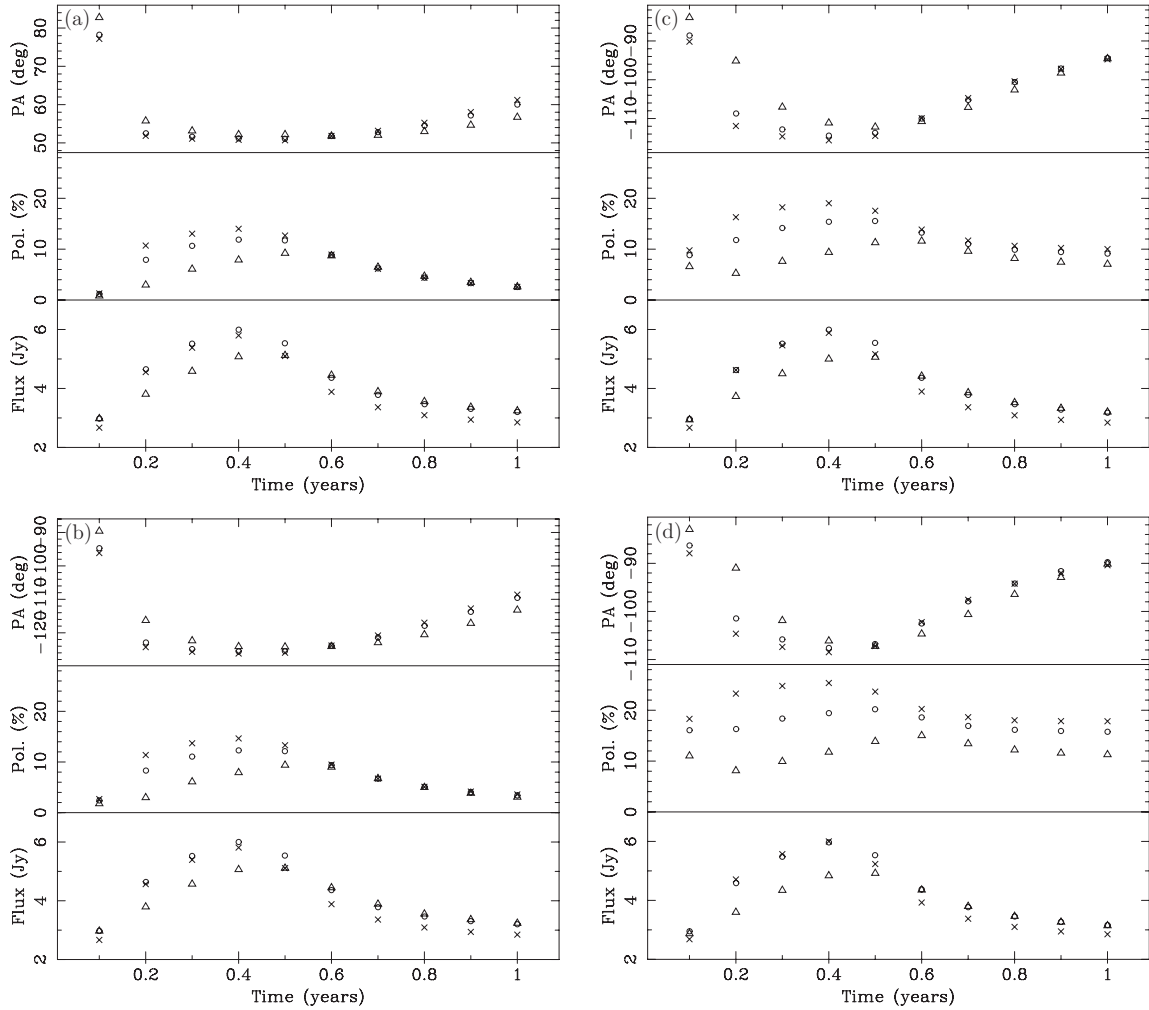 (a)
PA (deg)
50 60 70 80
Pol. (%)
0 10 20
Flux (Jy)
2 4 6
0.2 0.4 0.6 0.8 1
Time (years)
(c)
PA (deg)
−110 −100 −90
Pol. (%)
0 10 20
Flux (Jy)
2 4 6
0.2 0.4 0.6 0.8 1
Time (years)
(b)
PA (deg)
−120 −110 −100 −90
Pol. (%)
0 10 20
Flux (Jy)
2 4 6
0.2 0.4 0.6 0.8 1
Time (years)
(d)
PA (deg)
−110 −100 −90
Pol. (%)
0 10 20
Flux (Jy)
2 4 6
0.2 0.4 0.6 0.8 1
Time (years)